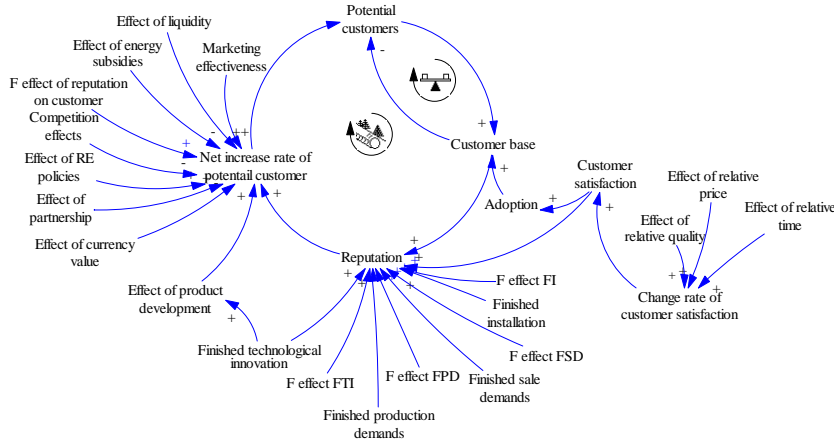 Effect of liquidity
Potential
customers
Effect of energy
subsidies
Marketing
effectiveness
F effect of reputation
on customer
Competition
effects
Effect of RE
policies
Effect of
partnership
Effect of currency
value
Net increase rate of
potentail customer
Customer base
Customer
satisfaction
Adoption
Effect of relative
price
Effect of
relative quality
Effect of relative
time
Change rate of
customer satisfaction
Reputation
F effect FI
Finished
installation
Effect of product
development
Finished technological
innovation
F effect FTI
Finished production
demands
F effect FPD
Finished sale
demands
F effect FSD